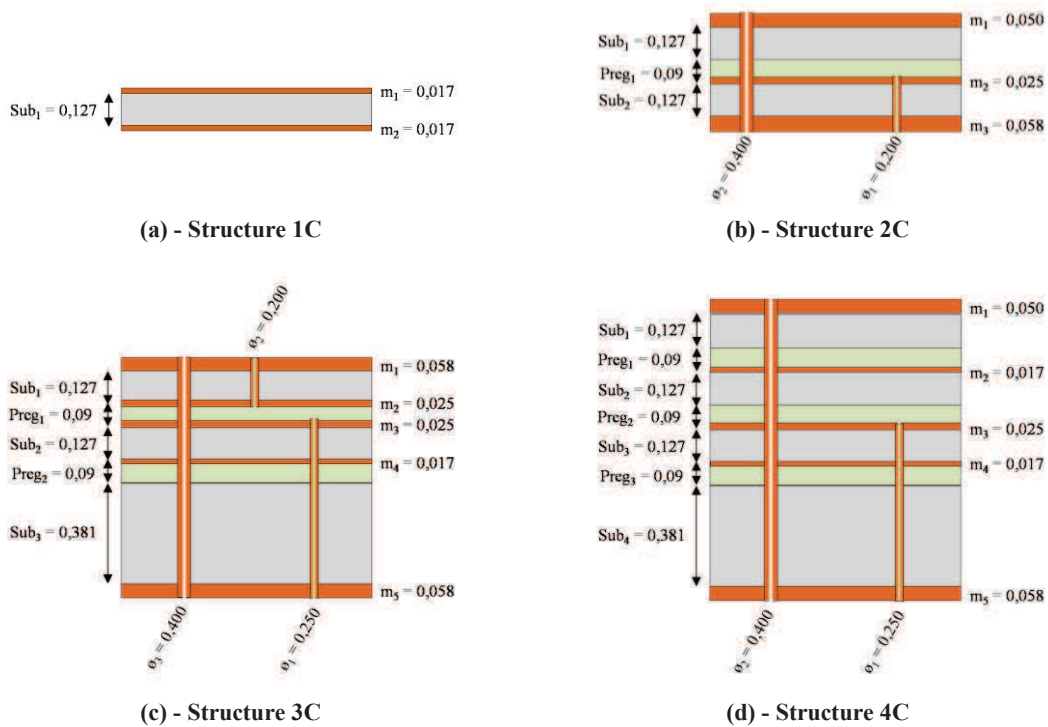 m₁ = 0,017
Sub₁ = 0,127
m₂ = 0,017
(a) - Structure 1C
m₁ = 0,050
Sub₁ = 0,127
Preg₁ = 0,09
m₂ = 0,025
Sub₂ = 0,127
m₃ = 0,058
ø₂ = 0,400
ø₁ = 0,200
(b) - Structure 2C
ø₂ = 0,200
m₁ = 0,058
Sub₁ = 0,127
m₂ = 0,025
Preg₁ = 0,09
m₃ = 0,025
Sub₂ = 0,127
m₄ = 0,017
Preg₂ = 0,09
Sub₃ = 0,381
m₅ = 0,058
ø₃ = 0,400
ø₁ = 0,250
(c) - Structure 3C
m₁ = 0,050
Sub₁ = 0,127
Preg₁ = 0,09
m₂ = 0,017
Sub₂ = 0,127
Preg₂ = 0,09
m₃ = 0,025
Sub₃ = 0,127
m₄ = 0,017
Preg₃ = 0,09
Sub₄ = 0,381
m₅ = 0,058
ø₂ = 0,400
ø₁ = 0,250
(d) - Structure 4C